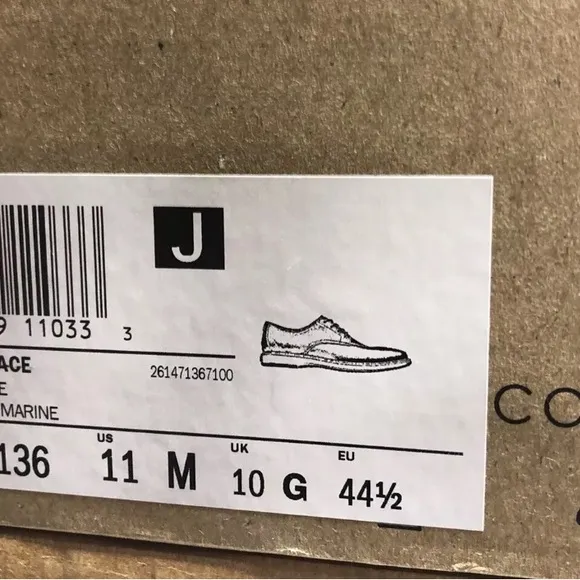 J
9 11033 3
ACE
261471367100
E
MARINE
CO
136 US 11 M UK 10 G EU 44½